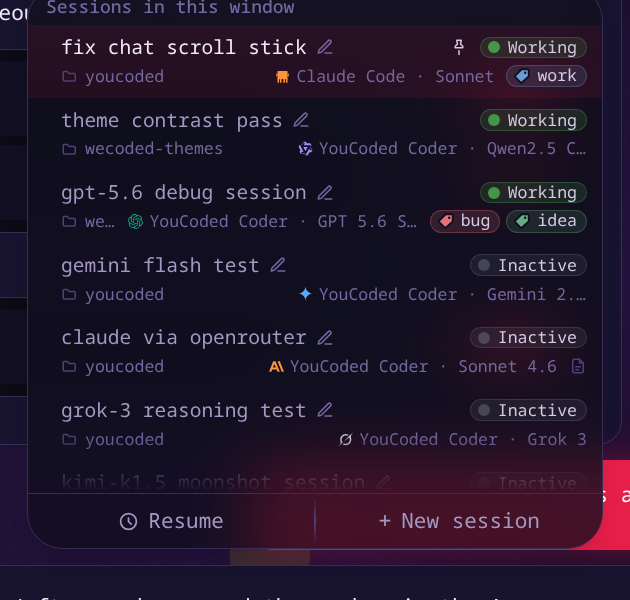 Sessions in this window
fix chat scroll stick
Working
youcoded
Claude Code · Sonnet
work
theme contrast pass
Working
wecoded-themes
YouCoded Coder · Qwen2.5 C…
gpt-5.6 debug session
Working
we…
YouCoded Coder · GPT 5.6 S…
bug
idea
gemini flash test
Inactive
youcoded
YouCoded Coder · Gemini 2.…
claude via openrouter
Inactive
youcoded
YouCoded Coder · Sonnet 4.6
grok-3 reasoning test
Inactive
youcoded
YouCoded Coder · Grok 3
kimi-k1.5 moonshot session
Inactive
Resume
+ New session